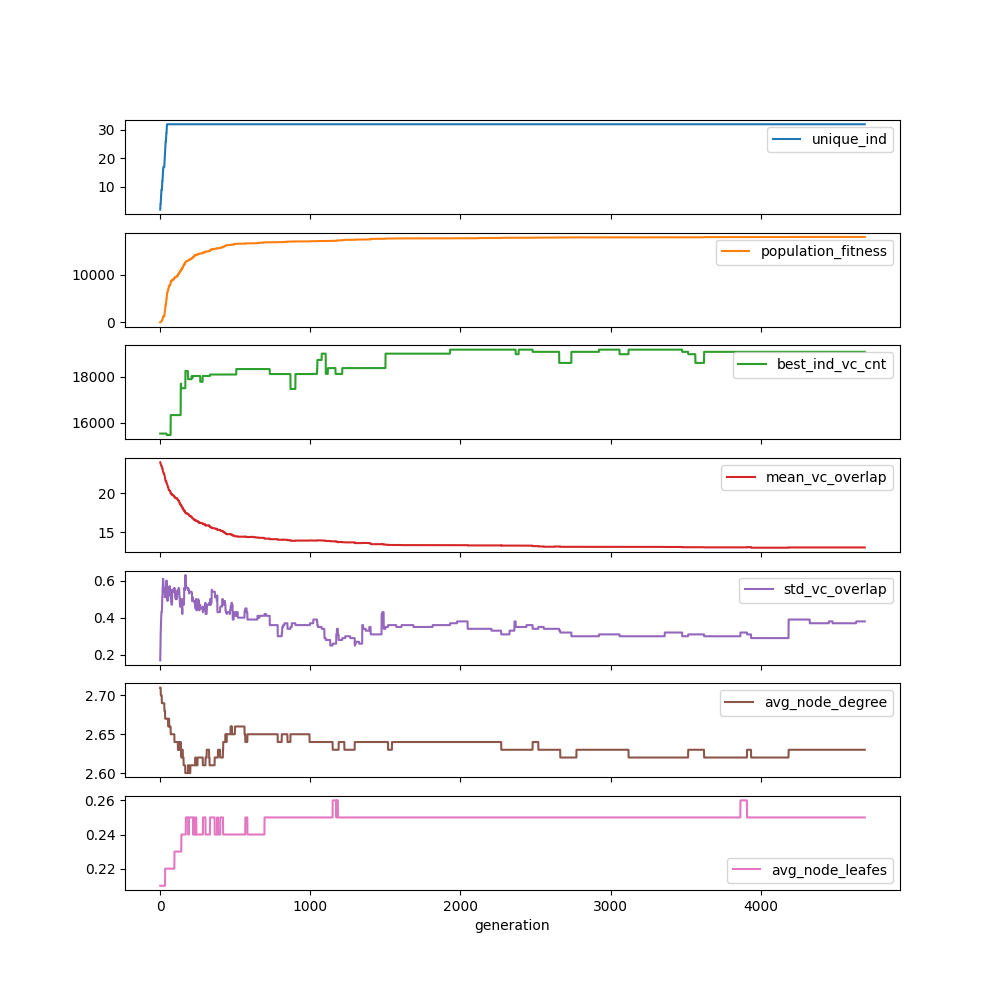 30
20
10
unique_ind
10000
0
population_fitness
18000
16000
best_ind_vc_cnt
20
15
mean_vc_overlap
0.6
0.4
0.2
std_vc_overlap
2.70
2.65
2.60
avg_node_degree
0.26
0.24
0.22
avg_node_leafes
0 1000 2000 3000 4000
generation